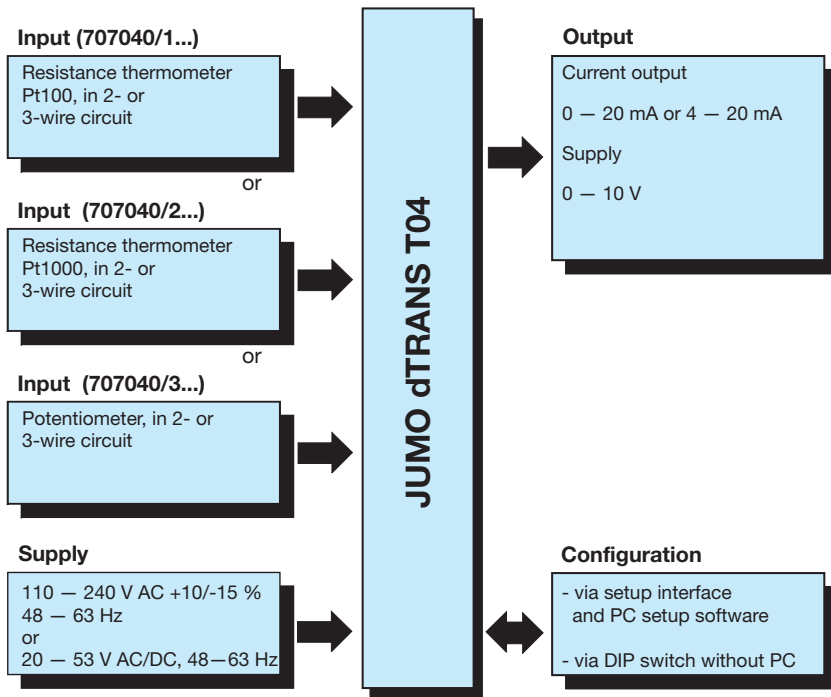 Input (707040/1...)
Resistance thermometer
Pt100, in 2- or
3-wire circuit
or
Input  (707040/2...)
Resistance thermometer
Pt1000, in 2- or
3-wire circuit
or
Input  (707040/3...)
Potentiometer, in 2- or
3-wire circuit
Supply
110 — 240 V AC +10/-15 %
48 — 63 Hz
or
20 — 53 V AC/DC, 48—63 Hz
JUMO dTRANS T04
Output
Current output
0 — 20 mA or 4 — 20 mA
Supply
0 — 10 V
Configuration
- via setup interface
and PC setup software
- via DIP switch without PC